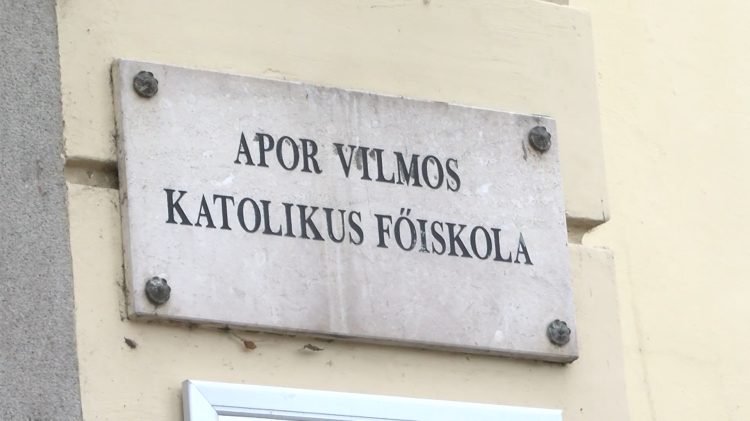 APOR VILMOS
KATOLIKUS FŐISKOLA